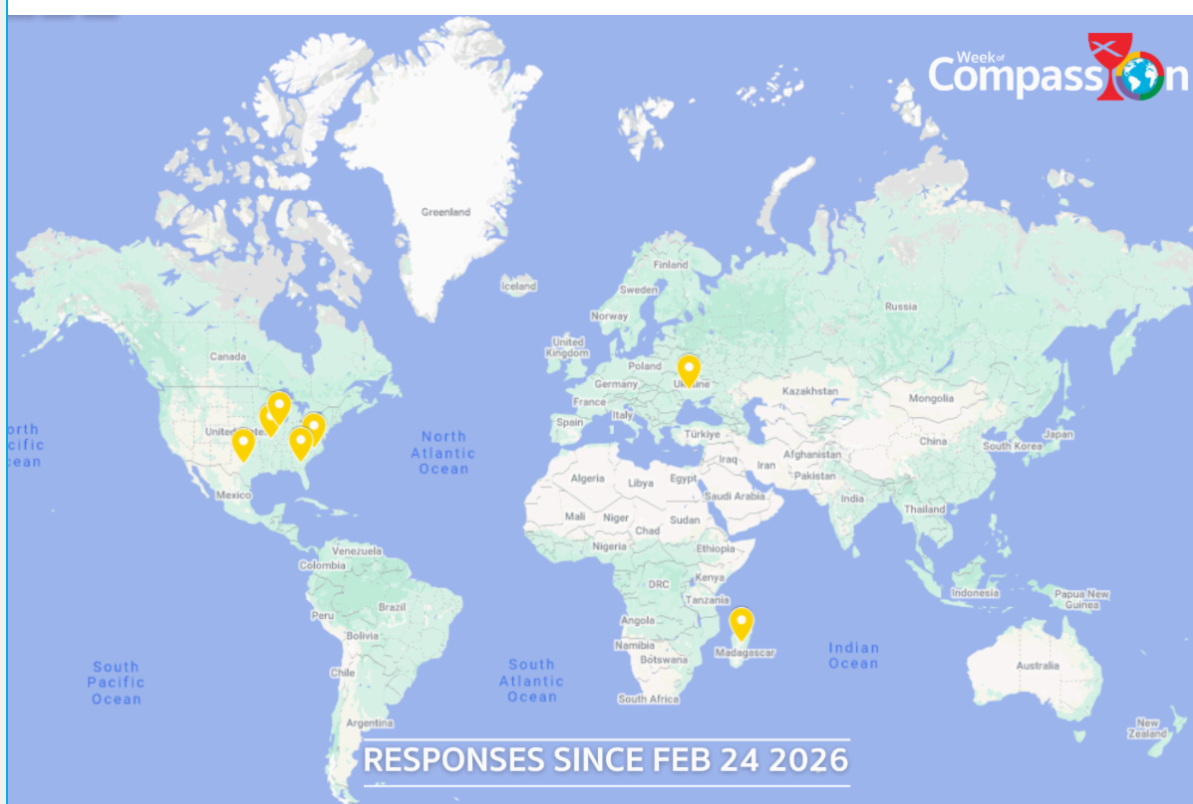 Week of
Compassion
Greenland
Iceland
Finland
Sweden
Norway
Russia
United
Kingdom
Canada
Poland
Germany
Ukraine
Kazakhstan
Mongolia
France
Italy
Spain
Türkiye
North
Atlantic
Ocean
China
South Korea
Japan
Iraq
Iran
Afghanistan
Pakistan
Algeria
Libya
Egypt
Saudi Arabia
India
Mexico
Mali
Niger
Chad
Sudan
Thailand
Nigeria
Ethiopia
Venezuela
Colombia
DRC
Kenya
Indonesia
Papua New
Guinea
Tanzania
Peru
Brazil
Angola
Bolivia
Namibia
Botswana
Madagascar
Indian
Ocean
South
Pacific
Ocean
Chile
South
Atlantic
Ocean
South Africa
Australia
Argentina
New
Zealand
RESPONSES SINCE FEB 24 2026